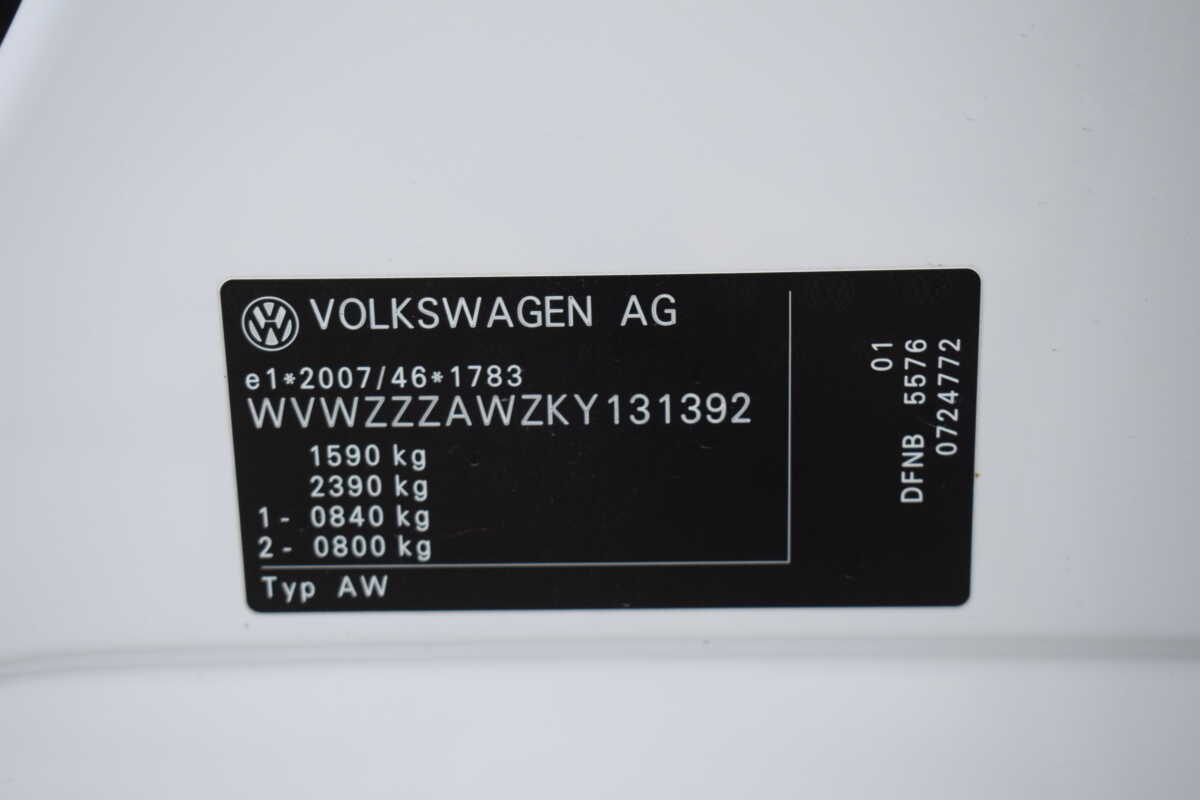 VOLKSWAGEN AG
e1*2007/46*1783
WVWZZZAWZKY131392
1590 kg
2390 kg
1- 0840 kg
2- 0800 kg
Typ AW
01
DFNB 5576
0724772